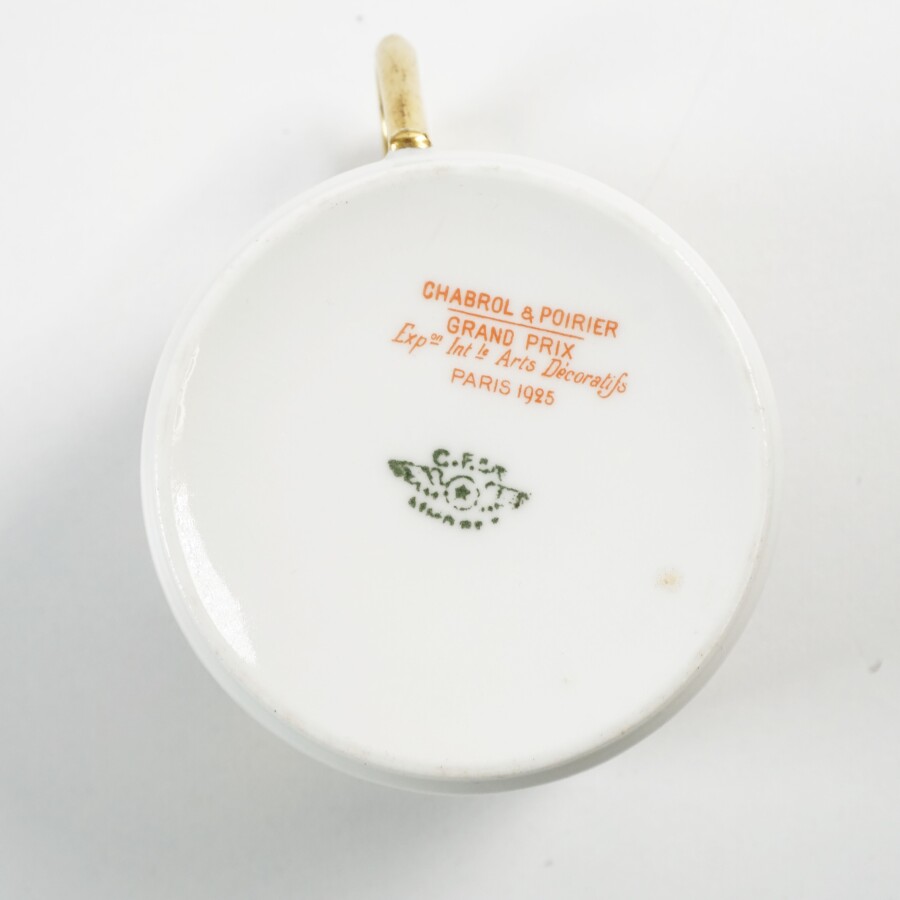 CHABROL & POIRIER
GRAND PRIX
Expon Intle Arts Décoratifs
PARIS 1925